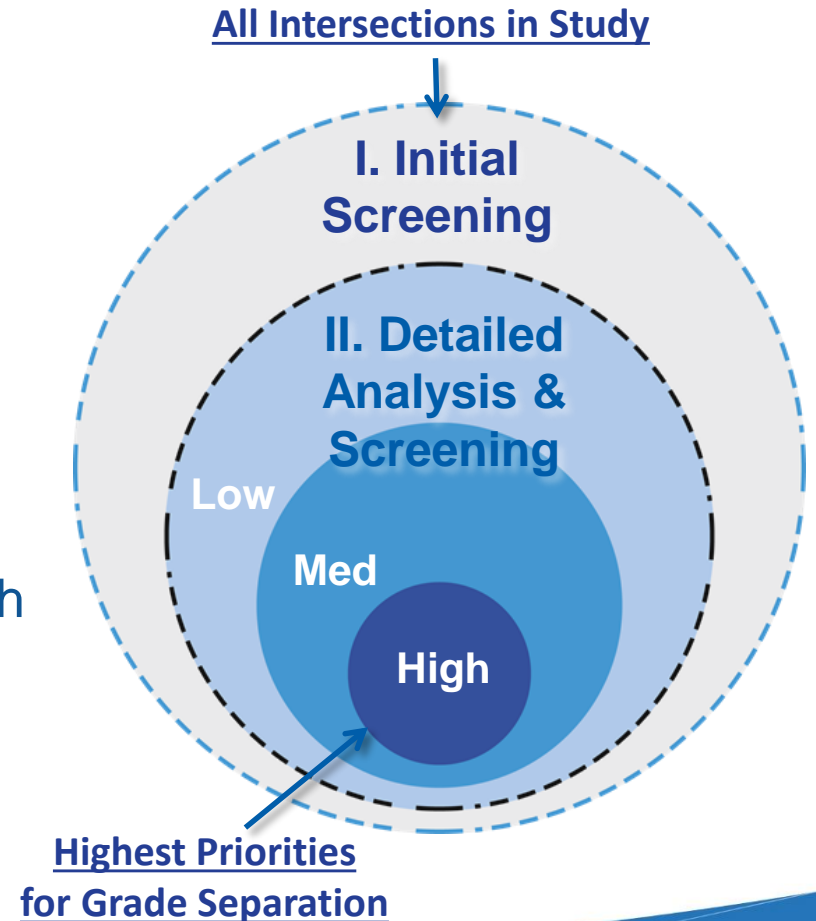 All Intersections in Study
I. Initial
Screening
II. Detailed
Analysis &
Screening
Low
Med
h
High
Highest Priorities
for Grade Separation